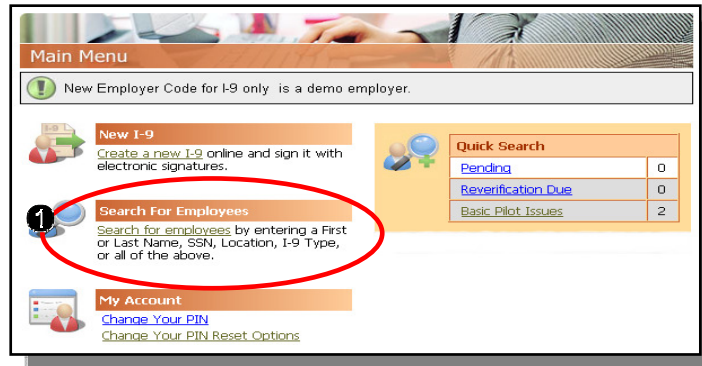 Main Menu
New Employer Code for I-9 only is a demo employer.
I-9
New I-9
Create a new I-9 online and sign it with
electronic signatures.
1
Search For Employees
Search for employees by entering a First
or Last Name, SSN, Location, I-9 Type,
or all of the above.
My Account
Change Your PIN
Change Your PIN Reset Options
Quick Search
Pending 0
Reverification Due 0
Basic Pilot Issues 2